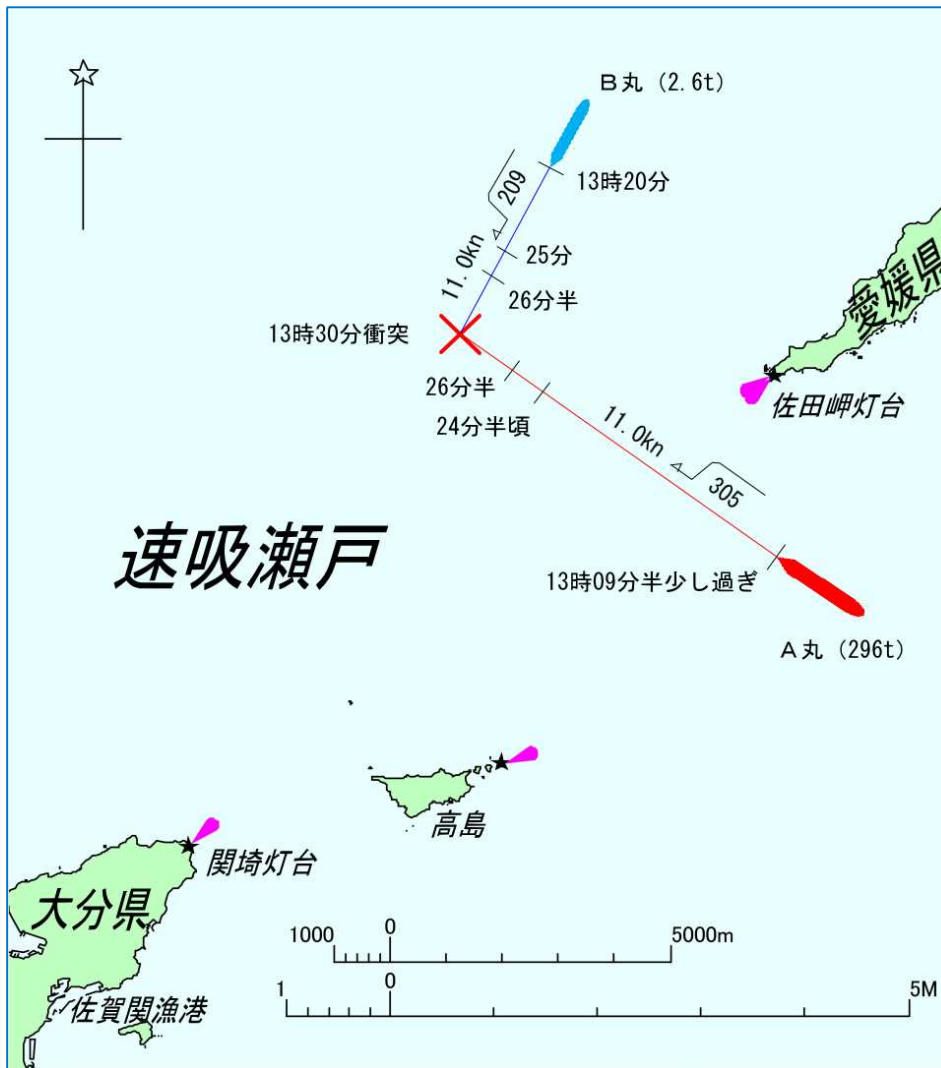 B丸 (2.6t)
13時20分
209
11.0kn
25分
26分半
愛媛県
13時30分衝突
26分半
佐田岬灯台
24分半頃
11.0kn
305
速吸瀬戸
13時09分半少し過ぎ
A丸 (296t)
高島
関埼灯台
大分県
1000 0 5000m
1 0 5M
佐賀関漁港